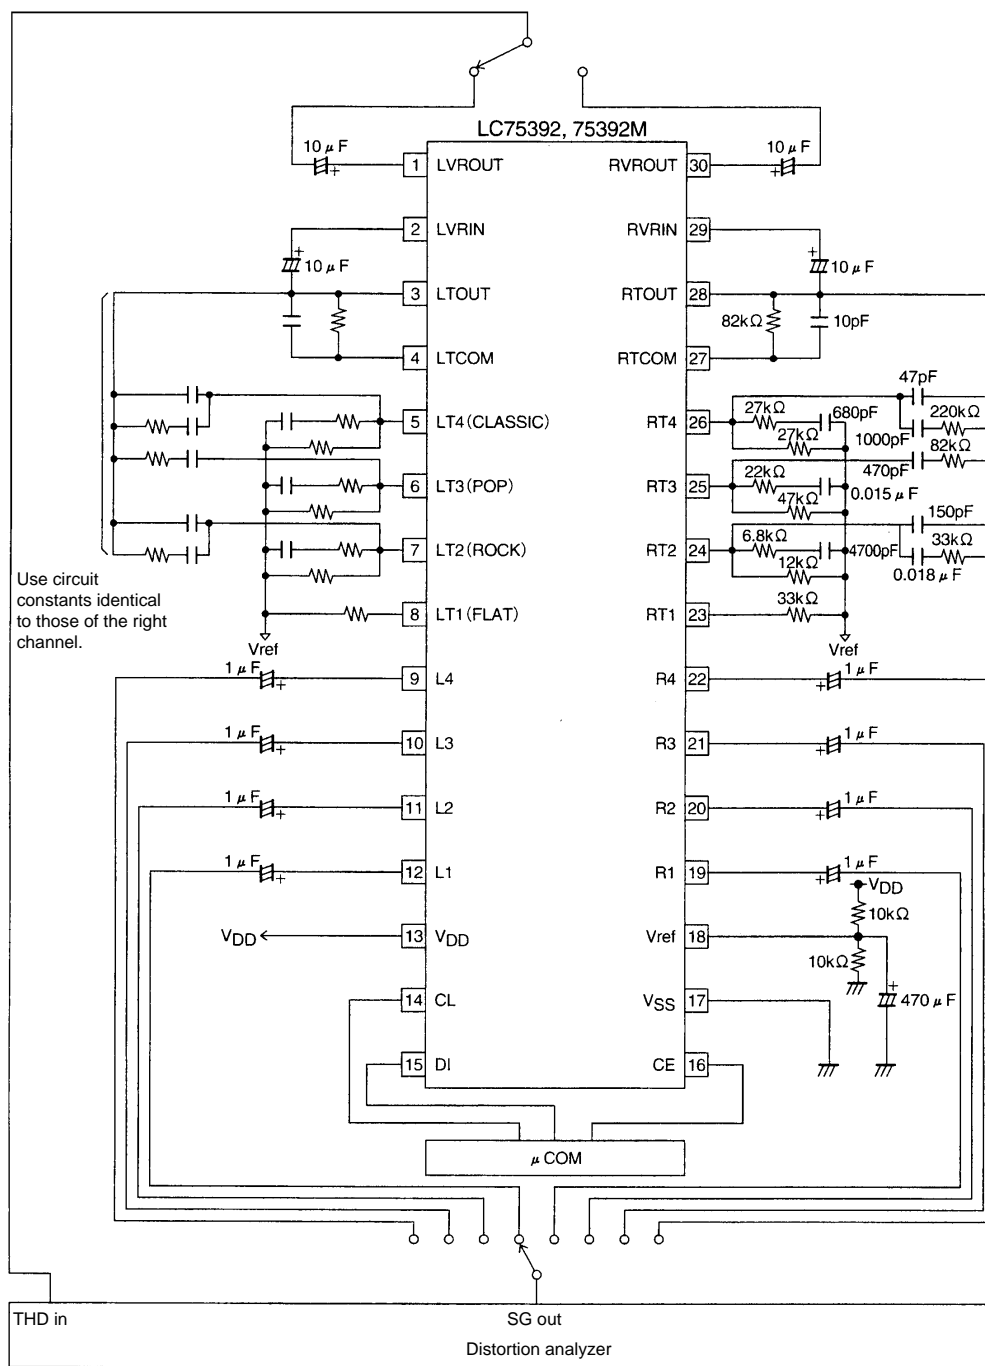 LC75392, 75392M
10 μF
10 μF
1 LVROUT RVROUT 30
2 LVRIN RVRIN 29
10 μF
10 μF
3 LTOUT RTOUT 28
82kΩ
10pF
4 LTCOM RTCOM 27
47pF
27kΩ
680pF
220kΩ
5 LT4(CLASSIC) RT4 26
27kΩ
1000pF
82kΩ
22kΩ
470pF
6 LT3(POP) RT3 25
47kΩ
0.015 μF
150pF
6.8kΩ
33kΩ
7 LT2(ROCK) RT2 24
4700pF
12kΩ
0.018 μF
Use circuit
constants identical
to those of the right
channel.
33kΩ
8 LT1(FLAT) RT1 23
Vref
Vref
1 μF
1 μF
9 L4 R4 22
1 μF
1 μF
10 L3 R3 21
1 μF
1 μF
11 L2 R2 20
1 μF
1 μF
12 L1 R1 19
VDD
10kΩ
VDD 13 VDD Vref 18
10kΩ
470 μF
14 CL VSS 17
15 DI CE 16
μ COM
THD in
SG out
Distortion analyzer